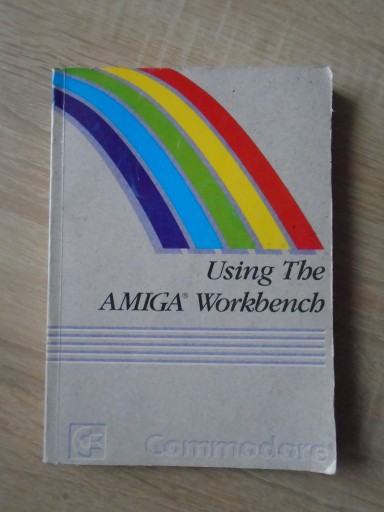 Using The
AMIGA® Workbench
Commodore